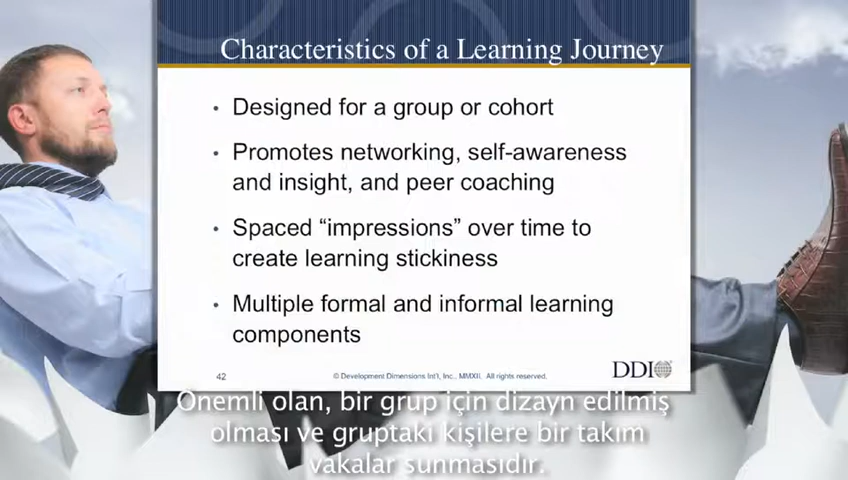 Characteristics of a Learning Journey
• Designed for a group or cohort
• Promotes networking, self-awareness
and insight, and peer coaching
• Spaced “impressions” over time to
create learning stickiness
• Multiple formal and informal learning
components
42
© Development Dimensions Int'l, Inc., MMXII. All rights reserved.
DDI
Önemli olan, bir grup için dizayn edilmiş
olması ve gruptaki kişilere bir takım
vakalar sunmasıdır.